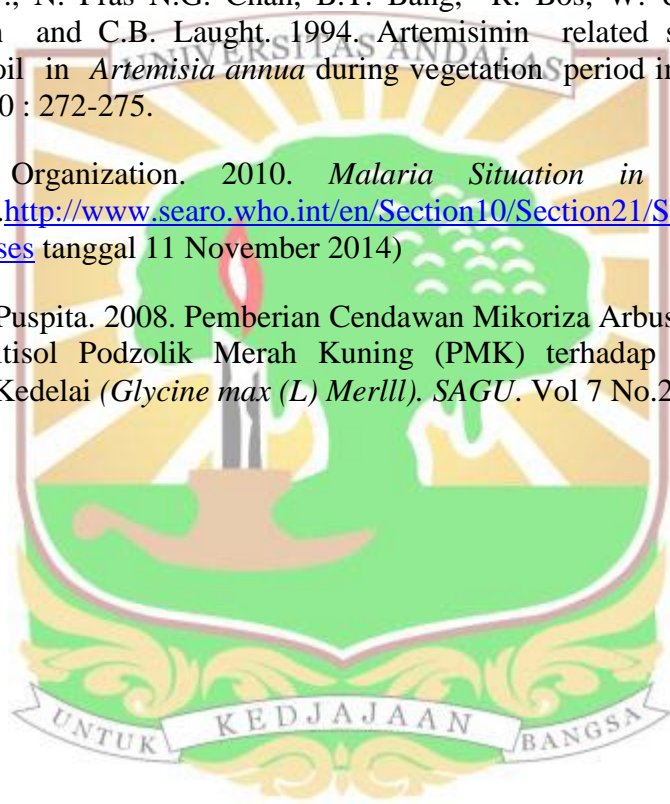 N. Pras N.G. Chan, B.T. Bang, R. Bos, W.
and C.B. Laught. 1994. Artemisinin related
oil in Artemisia annua during vegetation period
0 : 272-275.
Organization. 2010. Malaria Situation in
.http://www.searo.who.int/en/Section10/Section21/S
ses tanggal 11 November 2014)
Puspita. 2008. Pemberian Cendawan Mikoriza Arbus
tisol Podzolik Merah Kuning (PMK) terhadap
Kedelai (Glycine max (L) Merlll). SAGU. Vol 7 No.2
UNIVERSITAS ANDALAS
UNTUK KEDJAJAAN BANGSA